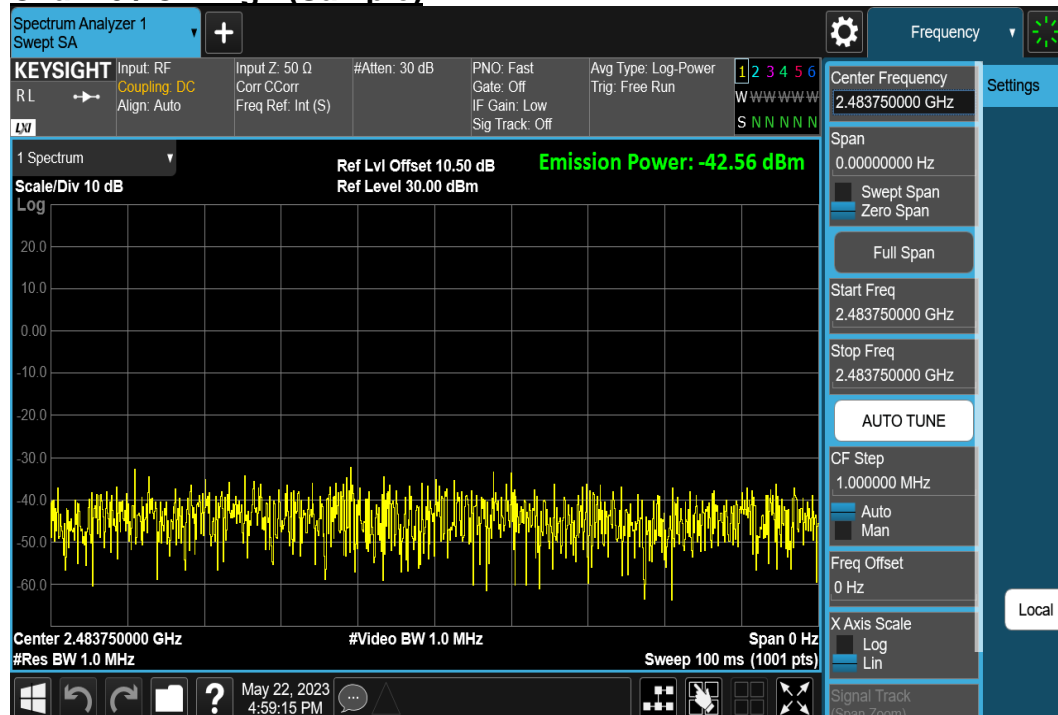 Spectrum Analyzer 1
Swept SA
Frequency
KEYSIGHT
R L
LXI
Input: RF
Coupling: DC
Align: Auto
Input Z: 50 Ω
Corr CCorr
Freq Ref: Int (S)
#Atten: 30 dB
PNO: Fast
Gate: Off
IF Gain: Low
Sig Track: Off
Avg Type: Log-Power
Trig: Free Run
1 2 3 4 5 6
W W W W W W
S N N N N N
Settings
Center Frequency
2.483750000 GHz
Span
0.00000000 Hz
Swept Span
Zero Span
Full Span
Start Freq
2.483750000 GHz
Stop Freq
2.483750000 GHz
AUTO TUNE
CF Step
1.000000 MHz
Auto
Man
Freq Offset
0 Hz
X Axis Scale
Log
Lin
Signal Track
(Span Zoom)
Local
1 Spectrum
Scale/Div 10 dB
Log
Ref Lvl Offset 10.50 dB
Ref Level 30.00 dBm
Emission Power: -42.56 dBm
20.0
10.0
0.00
-10.0
-20.0
-30.0
-40.0
-50.0
-60.0
Center 2.483750000 GHz
#Video BW 1.0 MHz
Span 0 Hz
#Res BW 1.0 MHz
Sweep 100 ms (1001 pts)
?
May 22, 2023
4:59:15 PM